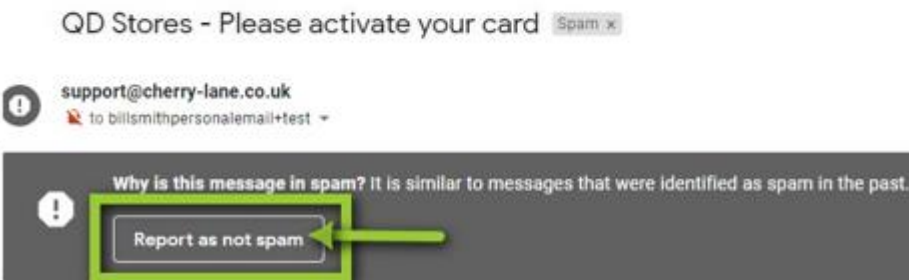 QD Stores - Please activate your card Spam x
support@cherry-lane.co.uk
to billsmithpersonalemail+test
Why is this message in spam? It is similar to messages that were identified as spam in the past.
Report as not spam